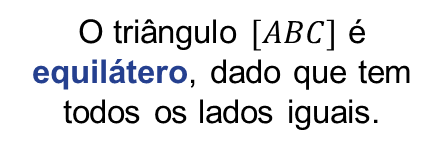 O triângulo [ABC] é
equilátero, dado que tem
todos os lados iguais.